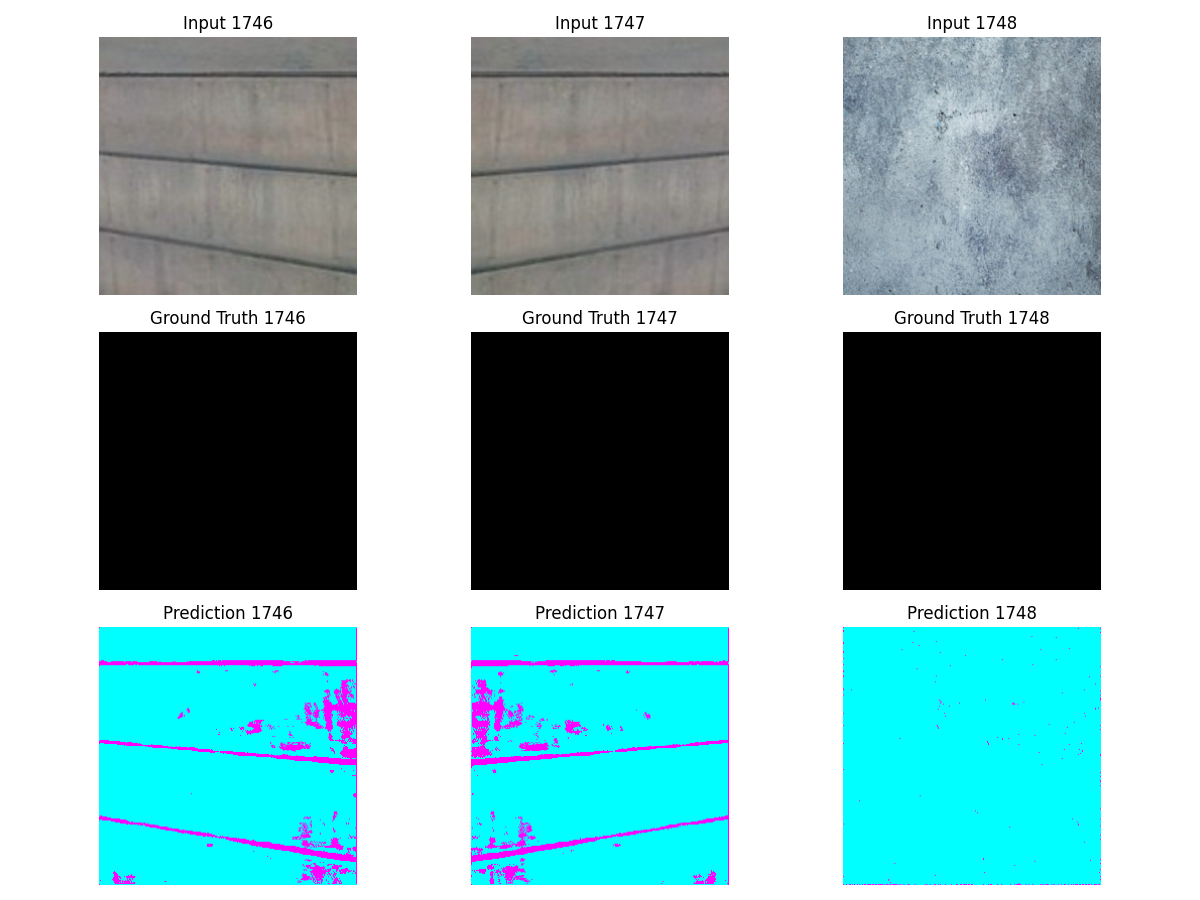 Input 1746
Input 1747
Input 1748
Ground Truth 1746
Ground Truth 1747
Ground Truth 1748
Prediction 1746
Prediction 1747
Prediction 1748